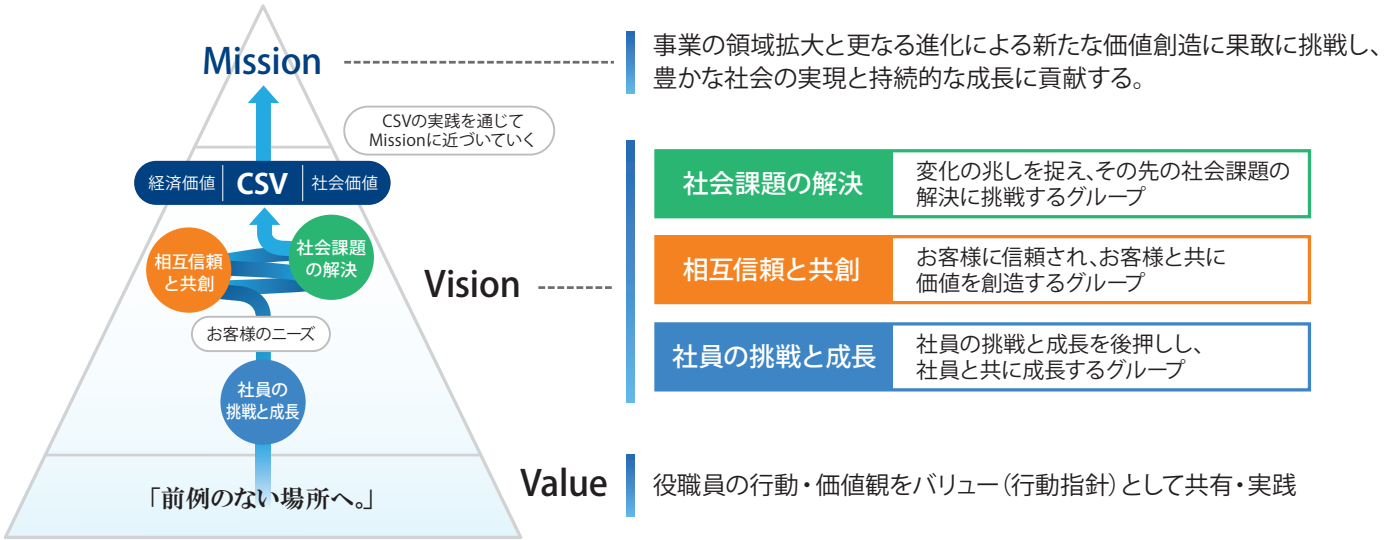 Mission
事業の領域拡大と更なる進化による新たな価値創造に果敢に挑戦し、
豊かな社会の実現と持続的な成長に貢献する。
CSVの実践を通じて
Missionに近づいていく
経済価値 CSV 社会価値
相互信頼
と共創
社会課題
の解決
お客様のニーズ
社員の
挑戦と成長
Vision
社会課題の解決
変化の兆しを捉え、その先の社会課題の
解決に挑戦するグループ
相互信頼と共創
お客様に信頼され、お客様と共に
価値を創造するグループ
社員の挑戦と成長
社員の挑戦と成長を後押しし、
社員と共に成長するグループ
「前例のない場所へ。」
Value
役職員の行動・価値観をバリュー（行動指針）として共有・実践